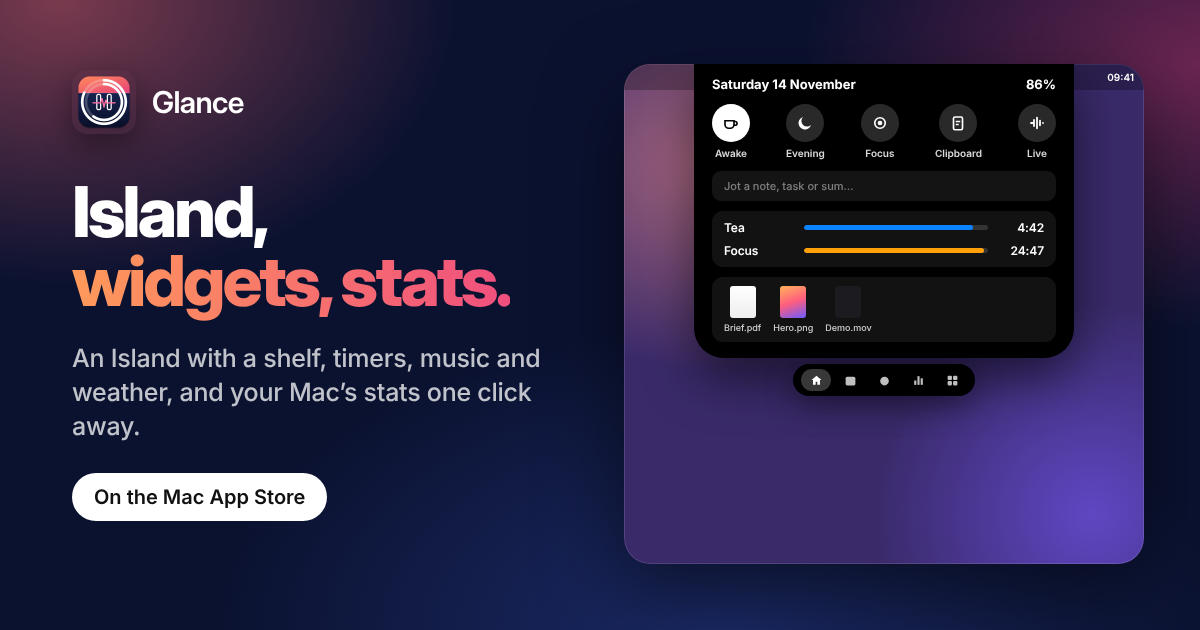 Glance
Island,
widgets, stats.
An Island with a shelf, timers, music and
weather, and your Mac’s stats one click
away.
On the Mac App Store
09:41
Saturday 14 November 86%
Awake Evening Focus Clipboard Live
Jot a note, task or sum...
Tea 4:42
Focus 24:47
Brief.pdf Hero.png Demo.mov